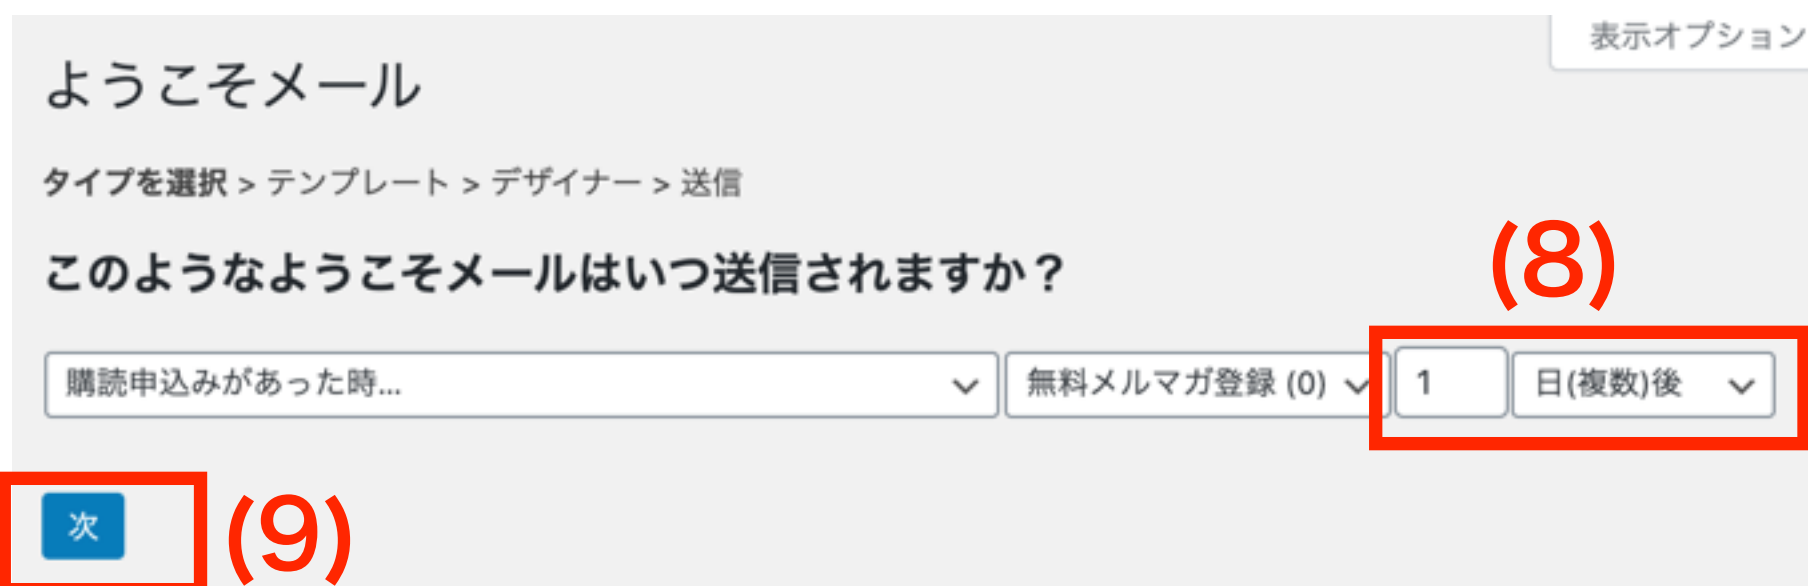 表示オプション
ようこそメール
タイプを選択 > テンプレート > デザイナー > 送信
このようなようこそメールはいつ送信されますか？
(8)
購読申込みがあった時... 無料メルマガ登録 (0) 1 日(複数)後
次 (9)